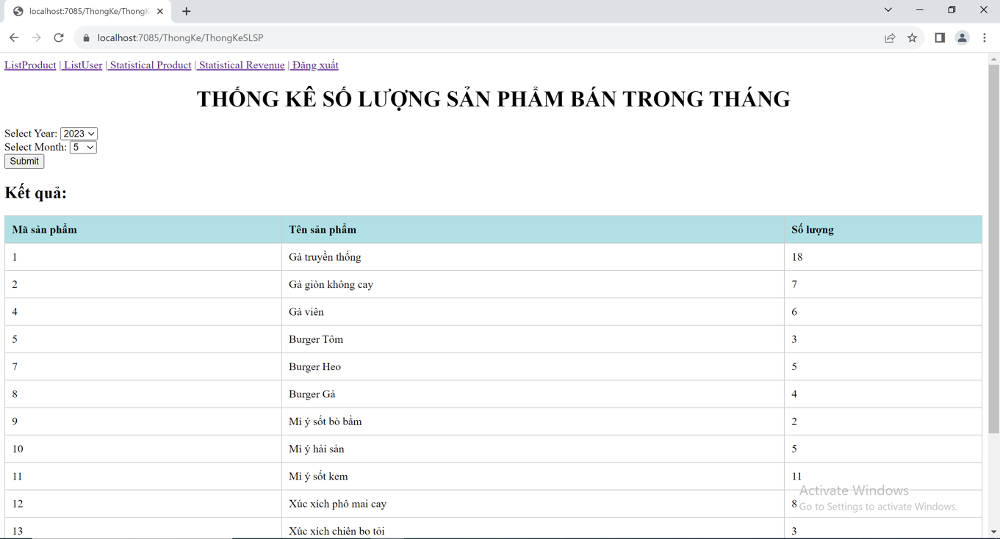 localhost:7085/ThongKe/ThongK
localhost:7085/ThongKe/ThongKeSLSP
ListProduct | ListUser | Statistical Product | Statistical Revenue | Đăng xuất
THỐNG KÊ SỐ LƯỢNG SẢN PHẨM BÁN TRONG THÁNG
Select Year: 2023
Select Month: 5
Submit
Kết quả:
Mã sản phẩm Tên sản phẩm Số lượng
1 Gà truyền thống 18
2 Gà giòn không cay 7
4 Gà viên 6
5 Burger Tôm 3
7 Burger Heo 5
8 Burger Gà 4
9 Mì ý sốt bò bằm 2
10 Mì ý hải sản 5
11 Mì ý sốt kem 11
12 Xúc xích phô mai cay 8
13 Xúc xích chiên bơ tỏi 3
Activate Windows
Go to Settings to activate Windows.